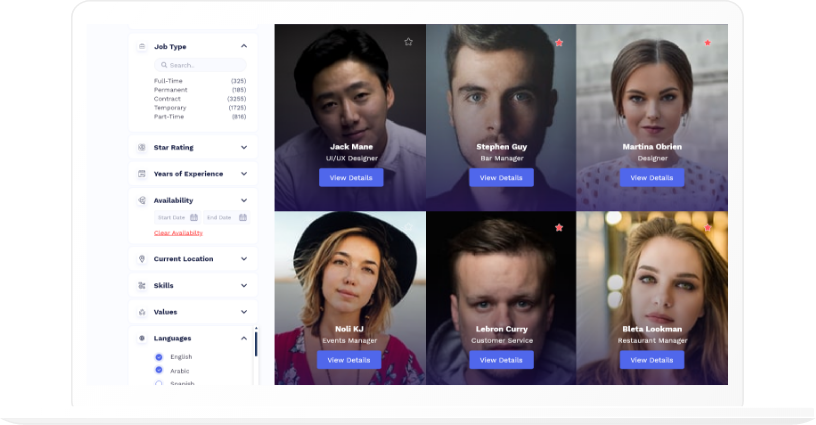 Job Type
Search..
Full-Time (325)
Permanent (185)
Contract (3255)
Temporary (1725)
Part-Time (816)
Star Rating
Years of Experience
Availability
Start Date End Date
Clear Availability
Current Location
Skills
Values
Languages
English
Arabic
Spanish
Jack Mane
UI/UX Designer
View Details
Stephen Guy
Bar Manager
View Details
Martina Obrien
Designer
View Details
Noli KJ
Events Manager
View Details
Lebron Curry
Customer Service
View Details
Bleta Lookman
Restaurant Manager
View Details